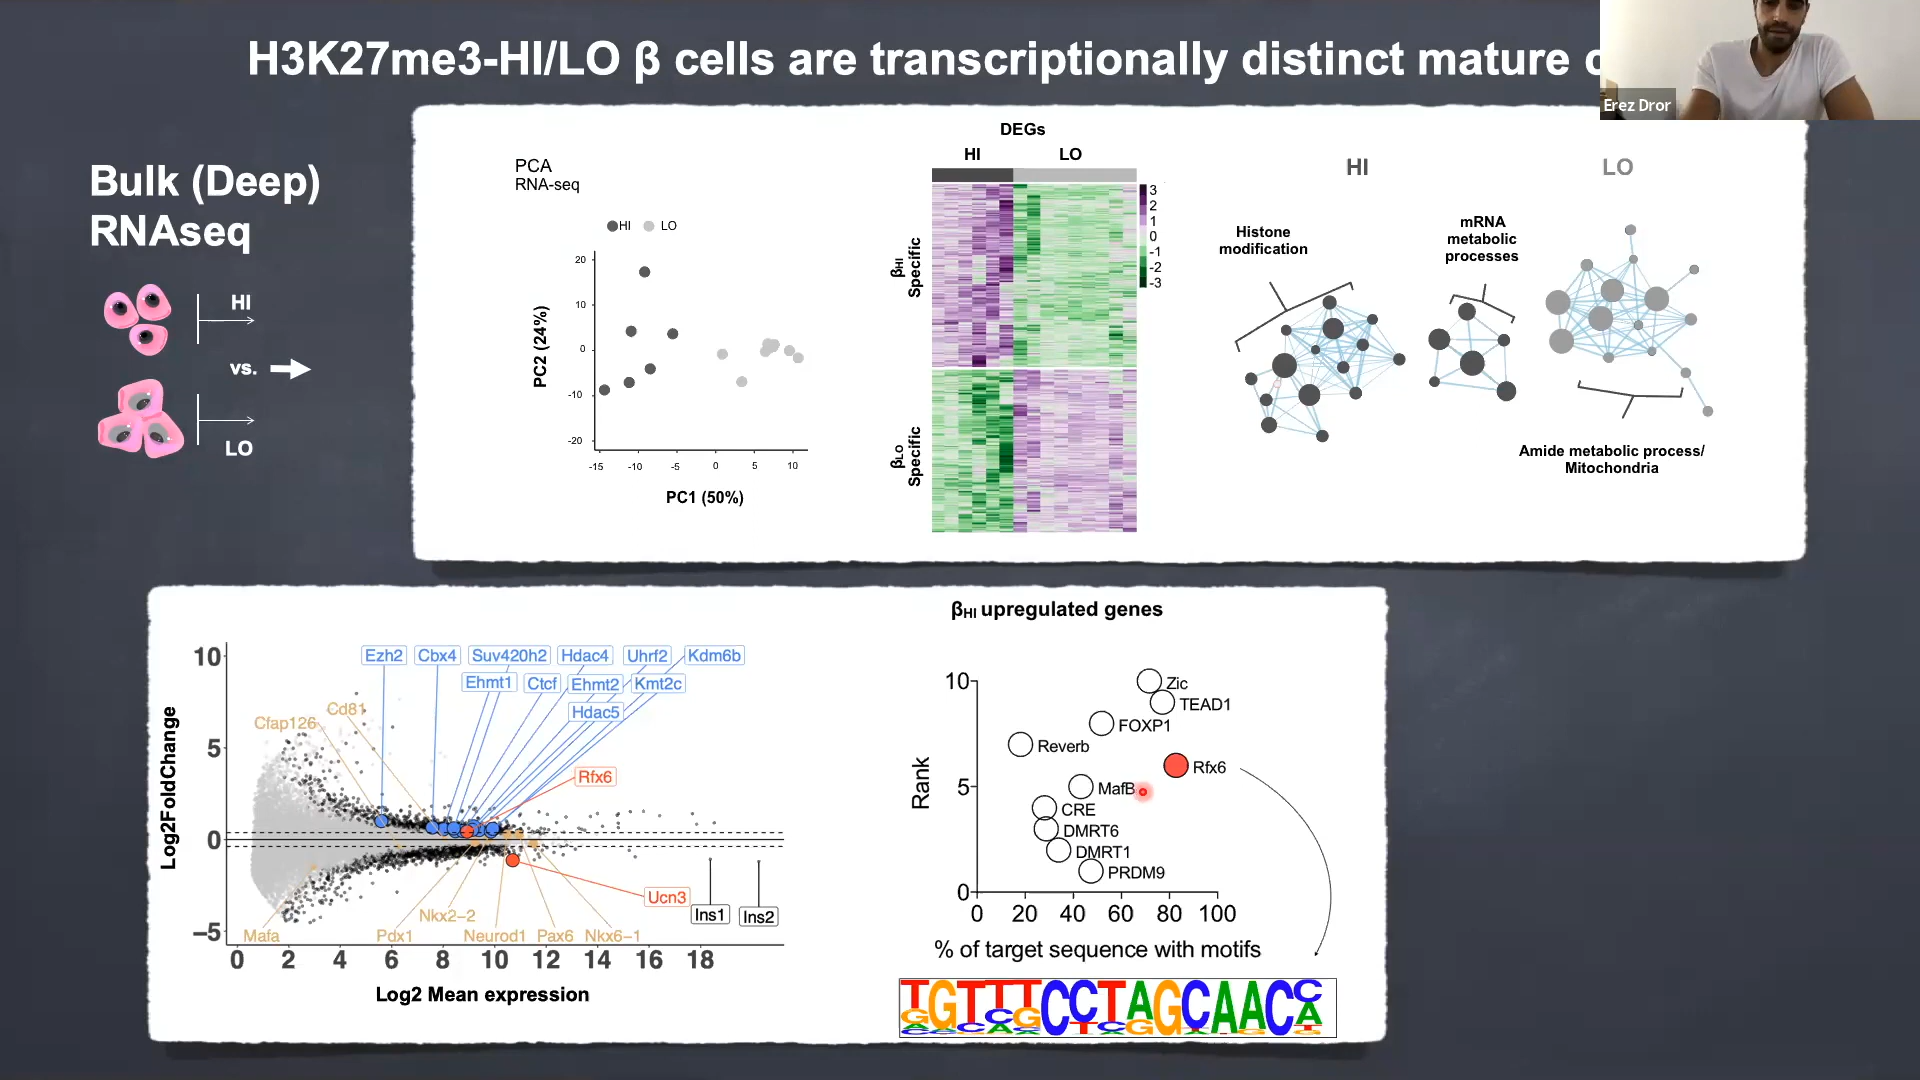 H3K27me3-HI/LO β cells are transcriptionally distinct mature
Erez Dror
Bulk (Deep)
RNAseq
HI
vs.
LO
PCA
RNA-seq
HI
LO
20
10
0
-10
-20
PC2 (24%)
-15
-10
-5
0
5
10
PC1 (50%)
DEGs
HI
LO
βHI
Specific
βLO
Specific
3
2
1
0
-1
-2
-3
HI
LO
Histone
modification
mRNA
metabolic
processes
Amide metabolic process/
Mitochondria
10
5
0
−5
Log2FoldChange
Ezh2
Cbx4
Suv420h2
Hdac4
Uhrf2
Kdm6b
Ehmt1
Ctcf
Ehmt2
Kmt2c
Hdac5
Cd81
Cfap126
Rfx6
Ucn3
Ins1
Ins2
Nkx2−2
Mafa
Pdx1
Neurod1
Pax6
Nkx6−1
0
2
4
6
8
10
12
14
16
18
Log2 Mean expression
βHI upregulated genes
10
5
0
Rank
Zic
TEAD1
FOXP1
Reverb
Rfx6
MafB
CRE
DMRT6
DMRT1
PRDM9
0
20
40
60
80
100
% of target sequence with motifs
TGTTTCCTAGCAACC